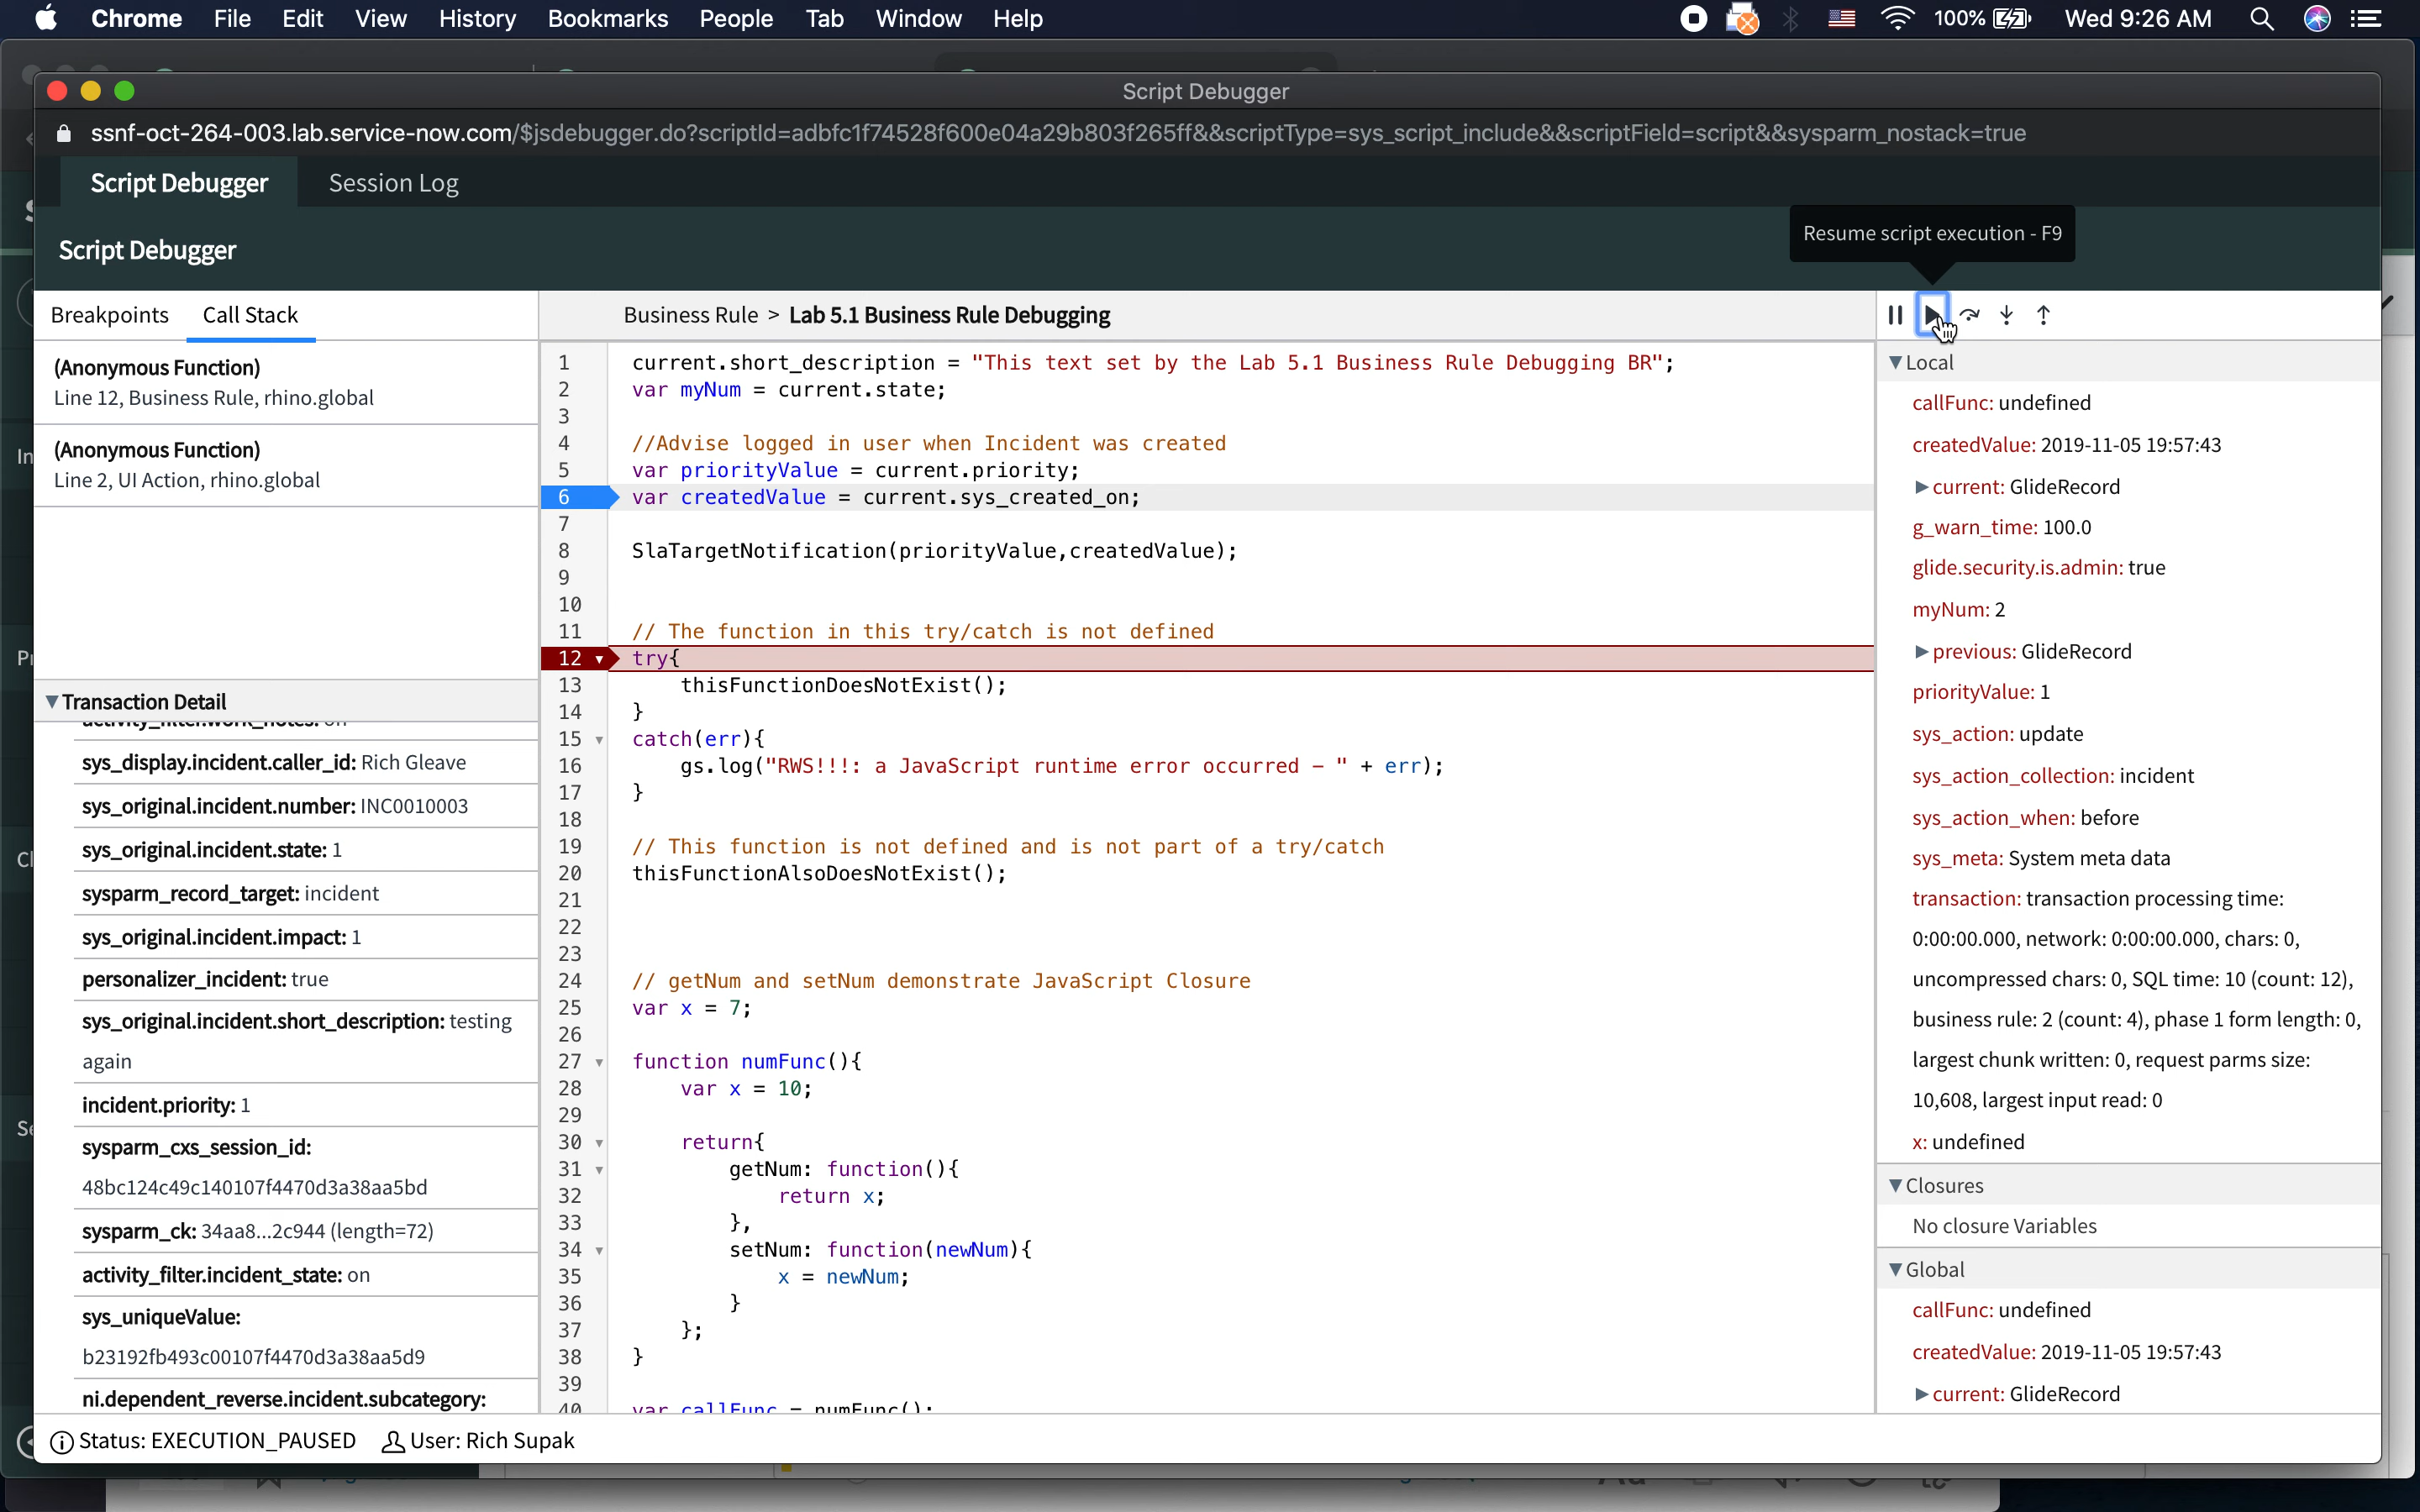 Chrome File Edit View History Bookmarks People Tab Window Help 100% Wed 9:26 AM
Script Debugger
ssnf-oct-264-003.lab.service-now.com/$jsdebugger.do?scriptId=adbfc1f74528f600e04a29b803f265ff&&scriptType=sys_script_include&&scriptField=script&&sysparm_nostack=true
Script Debugger Session Log
Script Debugger
Resume script execution - F9
Breakpoints Call Stack
(Anonymous Function)
Line 12, Business Rule, rhino.global
(Anonymous Function)
Line 2, UI Action, rhino.global
Transaction Detail
activity_filter.work_notes: on
sys_display.incident.caller_id: Rich Gleave
sys_original.incident.number: INC0010003
sys_original.incident.state: 1
sysparm_record_target: incident
sys_original.incident.impact: 1
personalizer_incident: true
sys_original.incident.short_description: testing
again
incident.priority: 1
sysparm_cxs_session_id:
48bc124c49c140107f4470d3a38aa5bd
sysparm_ck: 34aa8...2c944 (length=72)
activity_filter.incident_state: on
sys_uniqueValue:
b23192fb493c00107f4470d3a38aa5d9
ni.dependent_reverse.incident.subcategory:
Business Rule > Lab 5.1 Business Rule Debugging
1 current.short_description = "This text set by the Lab 5.1 Business Rule Debugging BR";
2 var myNum = current.state;
3
4 //Advise logged in user when Incident was created
5 var priorityValue = current.priority;
6 var createdValue = current.sys_created_on;
7
8 SlaTargetNotification(priorityValue,createdValue);
9
10
11 // The function in this try/catch is not defined
12 try{
13 thisFunctionDoesNotExist();
14 }
15 catch(err){
16 gs.log("RWS!!!: a JavaScript runtime error occurred - " + err);
17 }
18
19 // This function is not defined and is not part of a try/catch
20 thisFunctionAlsoDoesNotExist();
21
22
23
24 // getNum and setNum demonstrate JavaScript Closure
25 var x = 7;
26
27 function numFunc(){
28 var x = 10;
29
30 return{
31 getNum: function(){
32 return x;
33 },
34 setNum: function(newNum){
35 x = newNum;
36 }
37 };
38 }
39
40 var callFunc = numFunc();
Local
callFunc: undefined
createdValue: 2019-11-05 19:57:43
current: GlideRecord
g_warn_time: 100.0
glide.security.is.admin: true
myNum: 2
previous: GlideRecord
priorityValue: 1
sys_action: update
sys_action_collection: incident
sys_action_when: before
sys_meta: System meta data
transaction: transaction processing time:
0:00:00.000, network: 0:00:00.000, chars: 0,
uncompressed chars: 0, SQL time: 10 (count: 12),
business rule: 2 (count: 4), phase 1 form length: 0,
largest chunk written: 0, request parms size:
10,608, largest input read: 0
x: undefined
Closures
No closure Variables
Global
callFunc: undefined
createdValue: 2019-11-05 19:57:43
current: GlideRecord
Status: EXECUTION_PAUSED User: Rich Supak